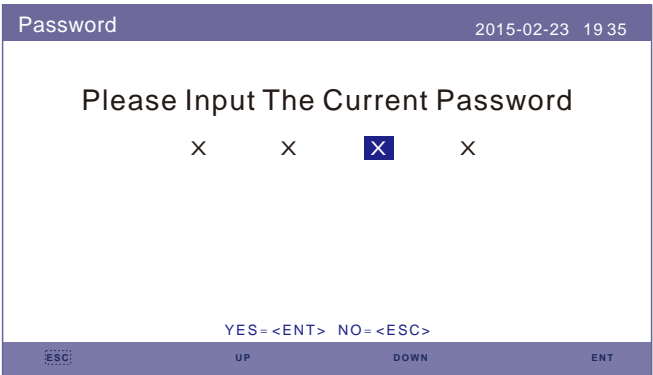 Password 2015-02-23 19 35
Please Input The Current Password
X X X X
YES=<ENT> NO=<ESC>
ESC UP DOWN ENT